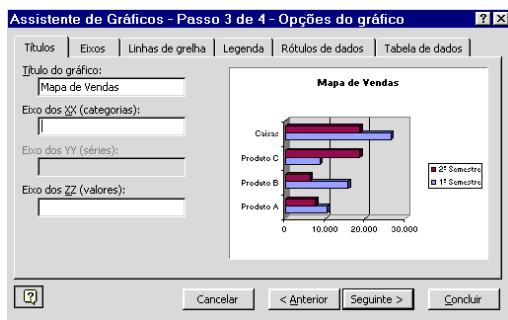 Assistente de Gráficos - Passo 3 de 4 - Opções do gráfico
Títulos Eixos Linhas de grelha Legenda Rótulos de dados Tabela de dados
Título do gráfico:
Mapa de Vendas
Eixo dos XX (categorias):
Eixo dos YY (séries):
Eixo dos ZZ (valores):
Mapa de Vendas
Caixas
Produto C
Produto B
Produto A
0 10.000 20.000 30.000
2º Semestre
1º Semestre
Cancelar < Anterior Seguinte > Concluir